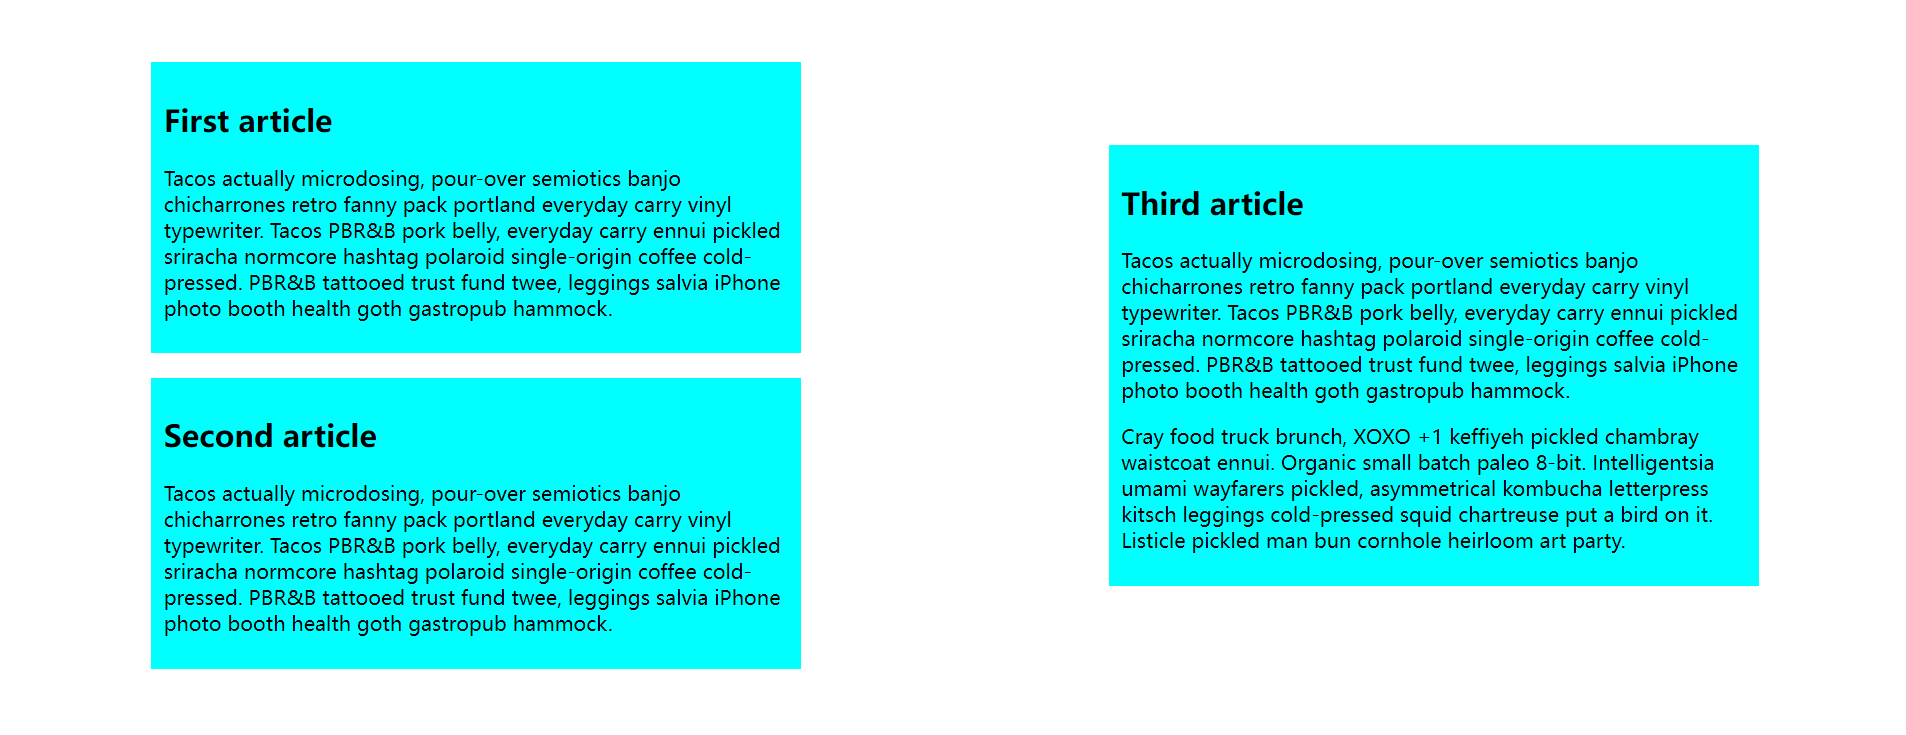 First article
Tacos actually microdosing, pour-over semiotics banjo
chicharrones retro fanny pack portland everyday carry vinyl
typewriter. Tacos PBR&B pork belly, everyday carry ennui pickled
sriracha normcore hashtag polaroid single-origin coffee cold-
pressed. PBR&B tattooed trust fund twee, leggings salvia iPhone
photo booth health goth gastropub hammock.
Second article
Tacos actually microdosing, pour-over semiotics banjo
chicharrones retro fanny pack portland everyday carry vinyl
typewriter. Tacos PBR&B pork belly, everyday carry ennui pickled
sriracha normcore hashtag polaroid single-origin coffee cold-
pressed. PBR&B tattooed trust fund twee, leggings salvia iPhone
photo booth health goth gastropub hammock.
Third article
Tacos actually microdosing, pour-over semiotics banjo
chicharrones retro fanny pack portland everyday carry vinyl
typewriter. Tacos PBR&B pork belly, everyday carry ennui pickled
sriracha normcore hashtag polaroid single-origin coffee cold-
pressed. PBR&B tattooed trust fund twee, leggings salvia iPhone
photo booth health goth gastropub hammock.
Cray food truck brunch, XOXO +1 keffiyeh pickled chambray
waistcoat ennui. Organic small batch paleo 8-bit. Intelligentsia
umami wayfarers pickled, asymmetrical kombucha letterpress
kitsch leggings cold-pressed squid chartreuse put a bird on it.
Listicle pickled man bun cornhole heirloom art party.